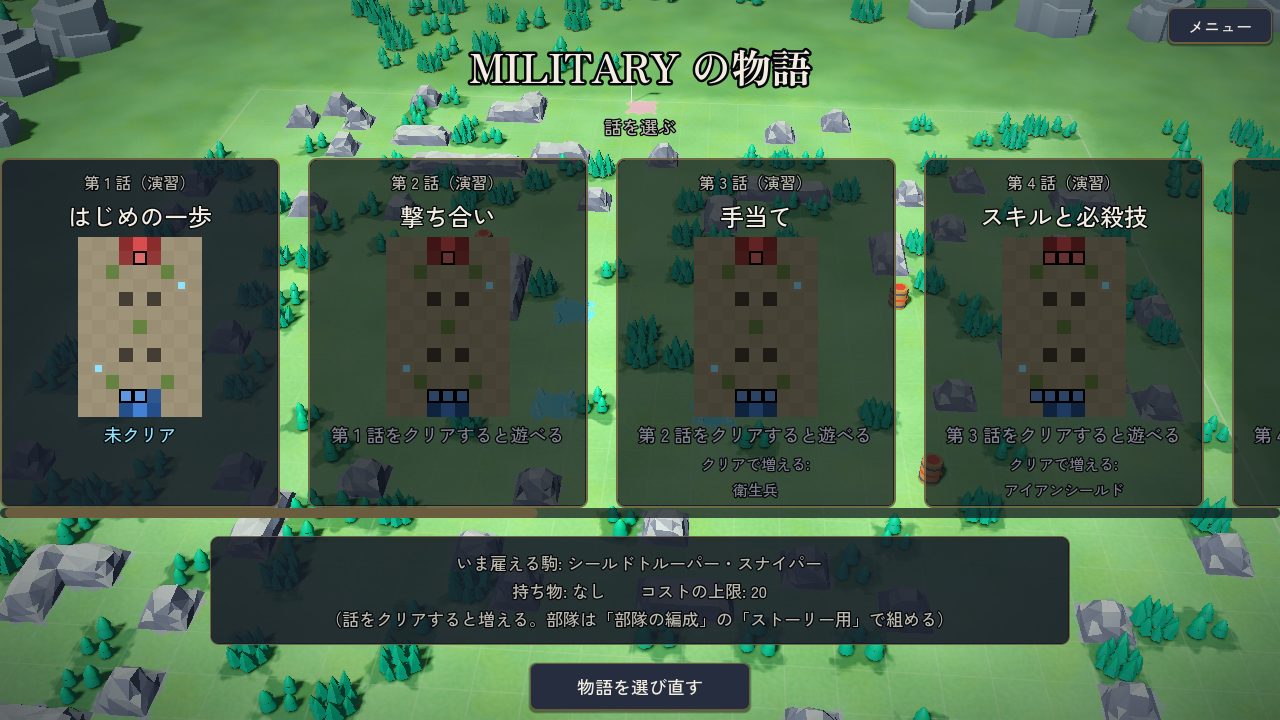 メニュー
MILITARY の物語
話を選ぶ
第1話（演習）
はじめの一歩
未クリア
第2話（演習）
撃ち合い
第1話をクリアすると遊べる
第3話（演習）
手当て
第2話をクリアすると遊べる
クリアで増える:
衛生兵
第4話（演習）
スキルと必殺技
第3話をクリアすると遊べる
クリアで増える:
アイアンシールド
第
いま雇える駒: シールドトルーパー・スナイパー
持ち物: なし　　コストの上限: 20
（話をクリアすると増える。部隊は「部隊の編成」の「ストーリー用」で組める）
物語を選び直す